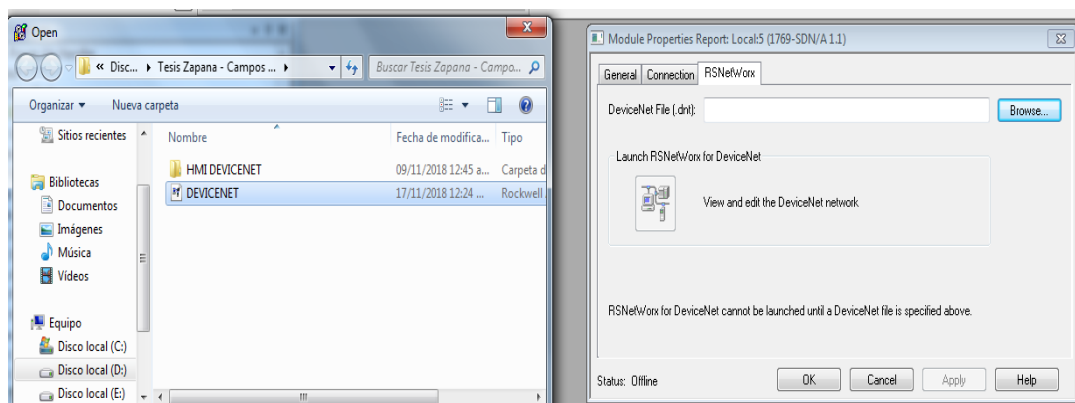 Open
X
« Disc... ▸ Tesis Zapana - Campos ... ▸
Buscar Tesis Zapana - Campo...
Organizar ▾ Nueva carpeta
Sitios recientes
Bibliotecas
Documentos
Imágenes
Música
Vídeos
Equipo
Disco local (C:)
Disco local (D:)
Disco local (E:)
Nombre Fecha de modifica... Tipo
HMI DEVICENET 09/11/2018 12:45 a... Carpeta d
DEVICENET 17/11/2018 12:24 ... Rockwell
Module Properties Report: Local:5 (1769-SDN/A 1.1)
General Connection RSNetWorx
DeviceNet File (.dnt): Browse...
Launch RSNetWorx for DeviceNet
View and edit the DeviceNet network
RSNetWorx for DeviceNet cannot be launched until a DeviceNet file is specified above.
Status: Offline OK Cancel Apply Help